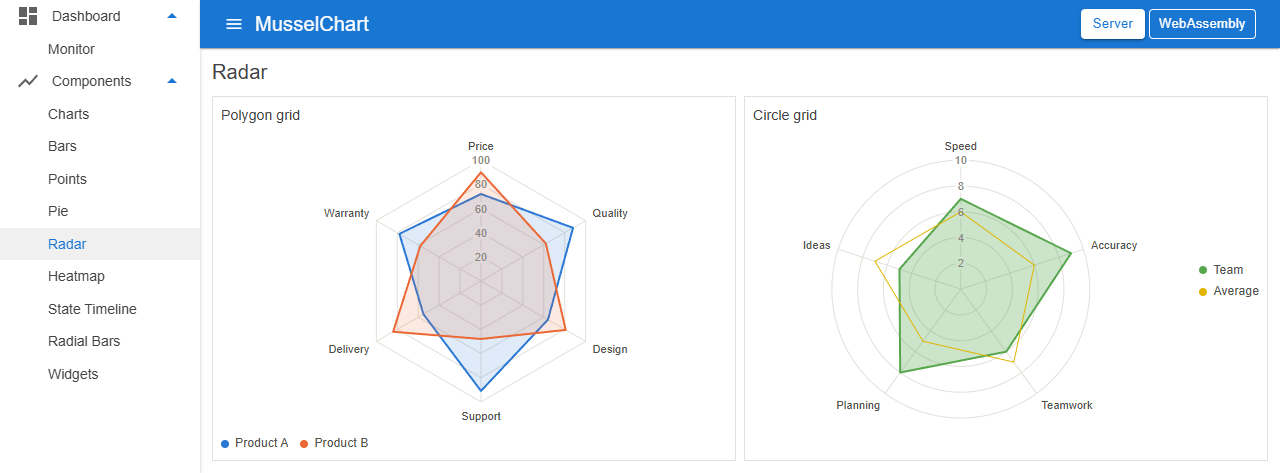 Dashboard
Monitor
Components
Charts
Bars
Points
Pie
Radar
Heatmap
State Timeline
Radial Bars
Widgets
MusselChart
Server
WebAssembly
Radar
Polygon grid
Price
100
80
60
40
20
Warranty
Quality
Delivery
Design
Support
Product A
Product B
Circle grid
Speed
10
8
6
4
2
Ideas
Accuracy
Planning
Teamwork
Team
Average